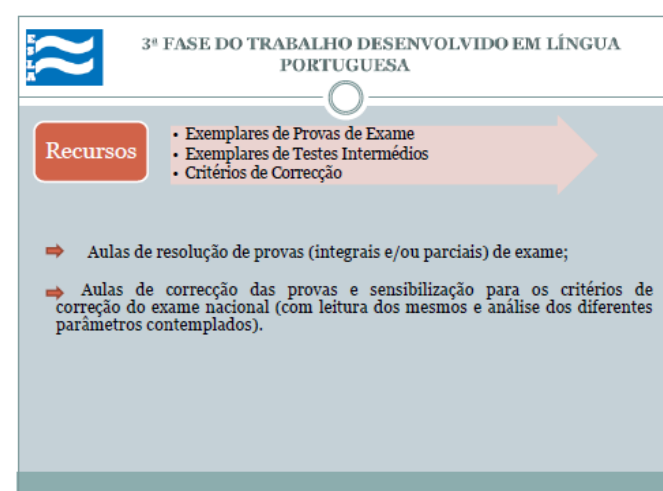 ESLA
3ª FASE DO TRABALHO DESENVOLVIDO EM LÍNGUA
PORTUGUESA
Recursos
• Exemplares de Provas de Exame
• Exemplares de Testes Intermédios
• Critérios de Correcção
Aulas de resolução de provas (integrais e/ou parciais) de exame;
Aulas de correcção das provas e sensibilização para os critérios de
correção do exame nacional (com leitura dos mesmos e análise dos diferentes
parâmetros contemplados).